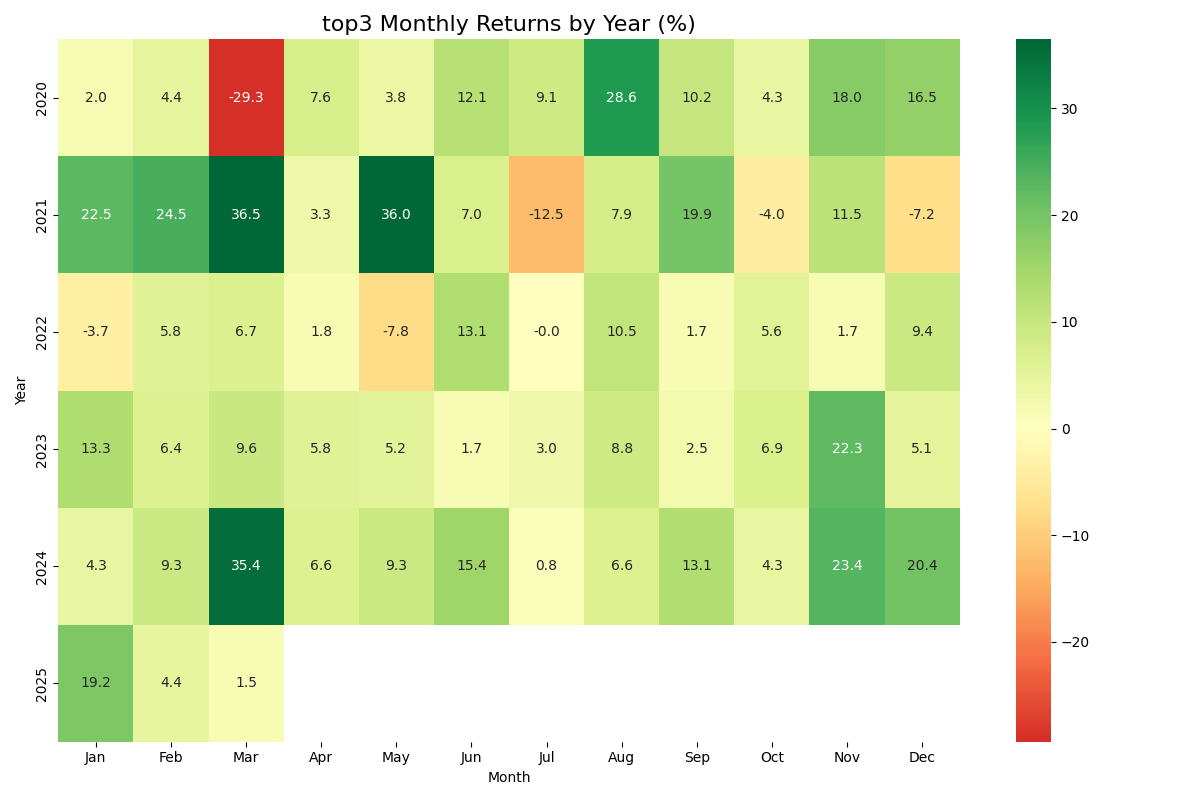 top3 Monthly Returns by Year (%)
2020 2.0 4.4 -29.3 7.6 3.8 12.1 9.1 28.6 10.2 4.3 18.0 16.5
2021 22.5 24.5 36.5 3.3 36.0 7.0 -12.5 7.9 19.9 -4.0 11.5 -7.2
2022 -3.7 5.8 6.7 1.8 -7.8 13.1 -0.0 10.5 1.7 5.6 1.7 9.4
2023 13.3 6.4 9.6 5.8 5.2 1.7 3.0 8.8 2.5 6.9 22.3 5.1
2024 4.3 9.3 35.4 6.6 9.3 15.4 0.8 6.6 13.1 4.3 23.4 20.4
2025 19.2 4.4 1.5
Year
Jan Feb Mar Apr May Jun Jul Aug Sep Oct Nov Dec
Month
30
20
10
0
−10
−20